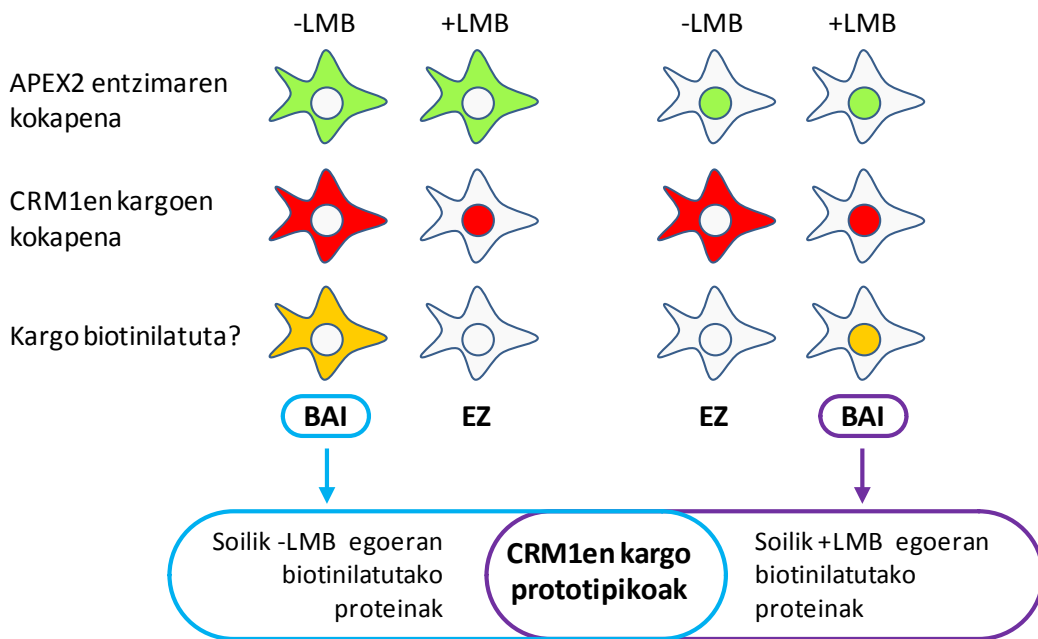 -LMB +LMB -LMB +LMB
APEX2 entzimaren
kokapena
CRM1en kargoen
kokapena
Kargo biotinilatuta?
BAI EZ EZ BAI
Soilik -LMB egoeran
biotinilatutako
proteinak
CRM1en kargo
prototipikoak
Soilik +LMB egoeran
biotinilatutako
proteinak